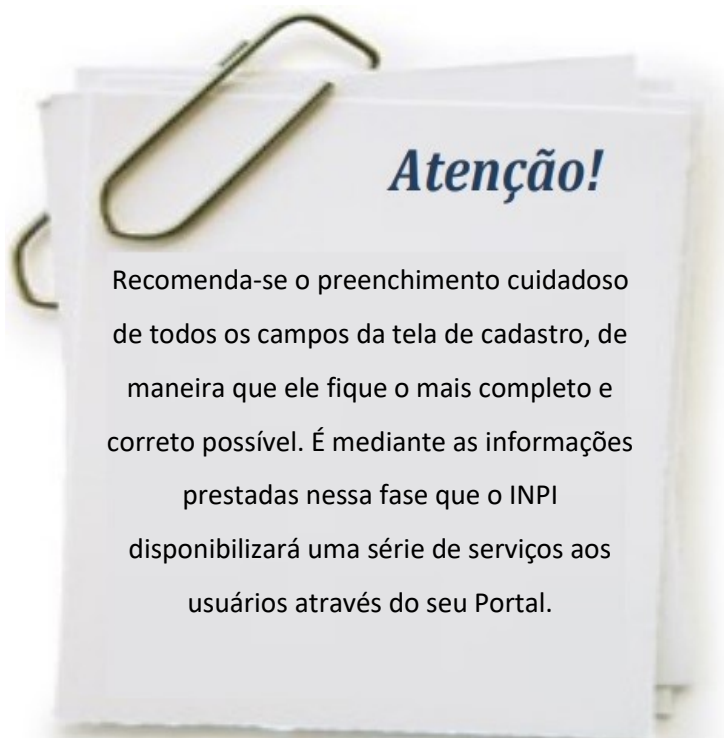 Atenção!
Recomenda-se o preenchimento cuidadoso
de todos os campos da tela de cadastro, de
maneira que ele fique o mais completo e
correto possível. É mediante as informações
prestadas nessa fase que o INPI
disponibilizará uma série de serviços aos
usuários através do seu Portal.